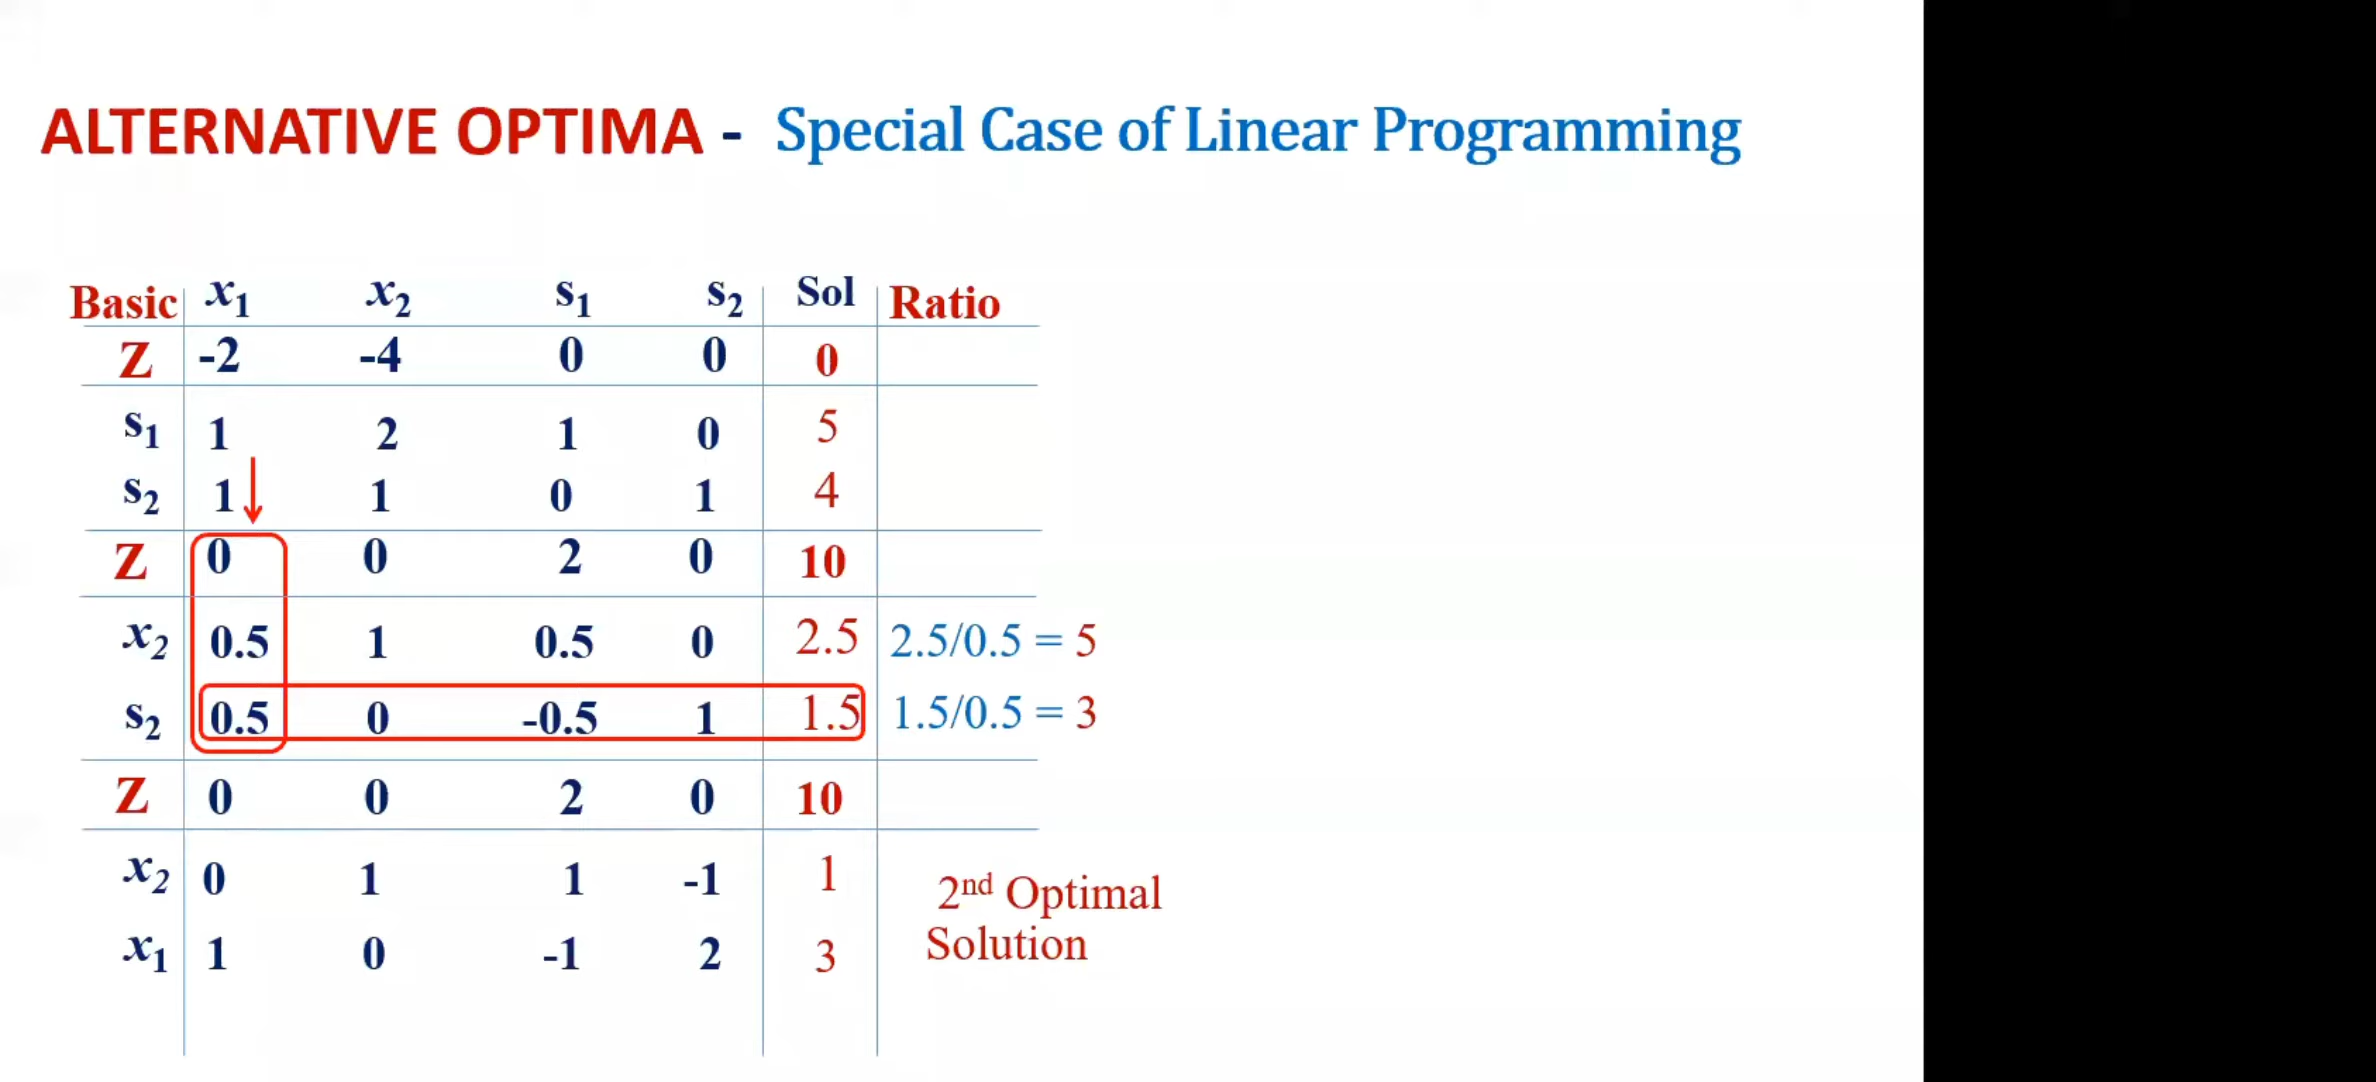 ALTERNATIVE OPTIMA - Special Case of Linear Programming
Basic x₁ x₂ s₁ s₂ Sol Ratio
Z -2 -4 0 0 0
s₁ 1 2 1 0 5
s₂ 1 1 0 1 4
Z 0 0 2 0 10
x₂ 0.5 1 0.5 0 2.5 2.5/0.5 = 5
s₂ 0.5 0 -0.5 1 1.5 1.5/0.5 = 3
Z 0 0 2 0 10
x₂ 0 1 1 -1 1
2nd Optimal
Solution
x₁ 1 0 -1 2 3